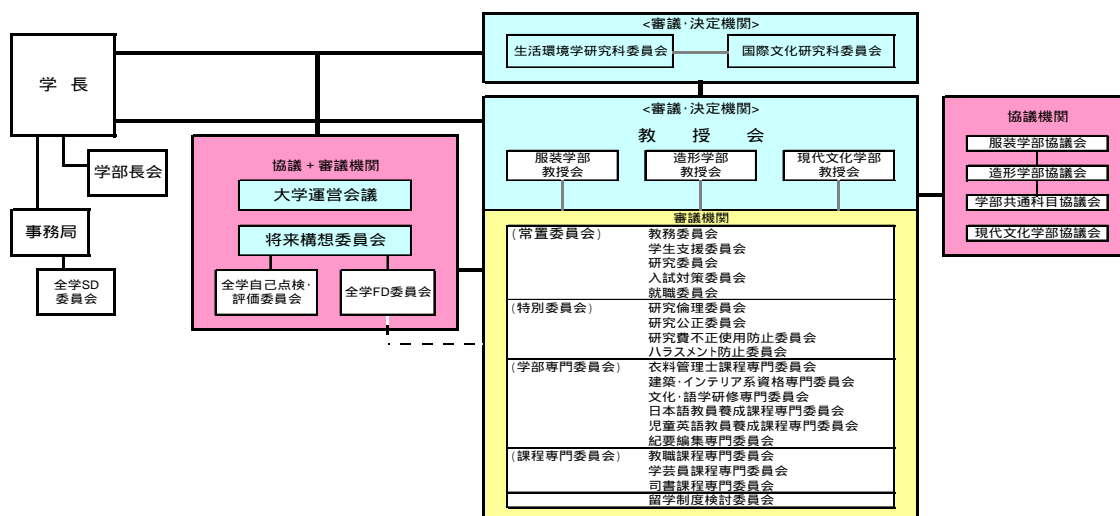 学 長
学部長会
事務局
全学SD
委員会
協議 + 審議機関
大学運営会議
将来構想委員会
全学自己点検・
評価委員会
全学FD委員会
<審議・決定機関>
生活環境学研究科委員会
国際文化研究科委員会
<審議・決定機関>
教 授 会
服装学部
教授会
造形学部
教授会
現代文化学部
教授会
審議機関
(常置委員会)
教務委員会
学生支援委員会
研究委員会
入試対策委員会
就職委員会
(特別委員会)
研究倫理委員会
研究公正委員会
研究費不正使用防止委員会
ハラスメント防止委員会
(学部専門委員会)
衣料管理士課程専門委員会
建築・インテリア系資格専門委員会
文化・語学研修専門委員会
日本語教員養成課程専門委員会
児童英語教員養成課程専門委員会
紀要編集専門委員会
(課程専門委員会)
教職課程専門委員会
学芸員課程専門委員会
司書課程専門委員会
留学制度検討委員会
協議機関
服装学部協議会
造形学部協議会
学部共通科目協議会
現代文化学部協議会